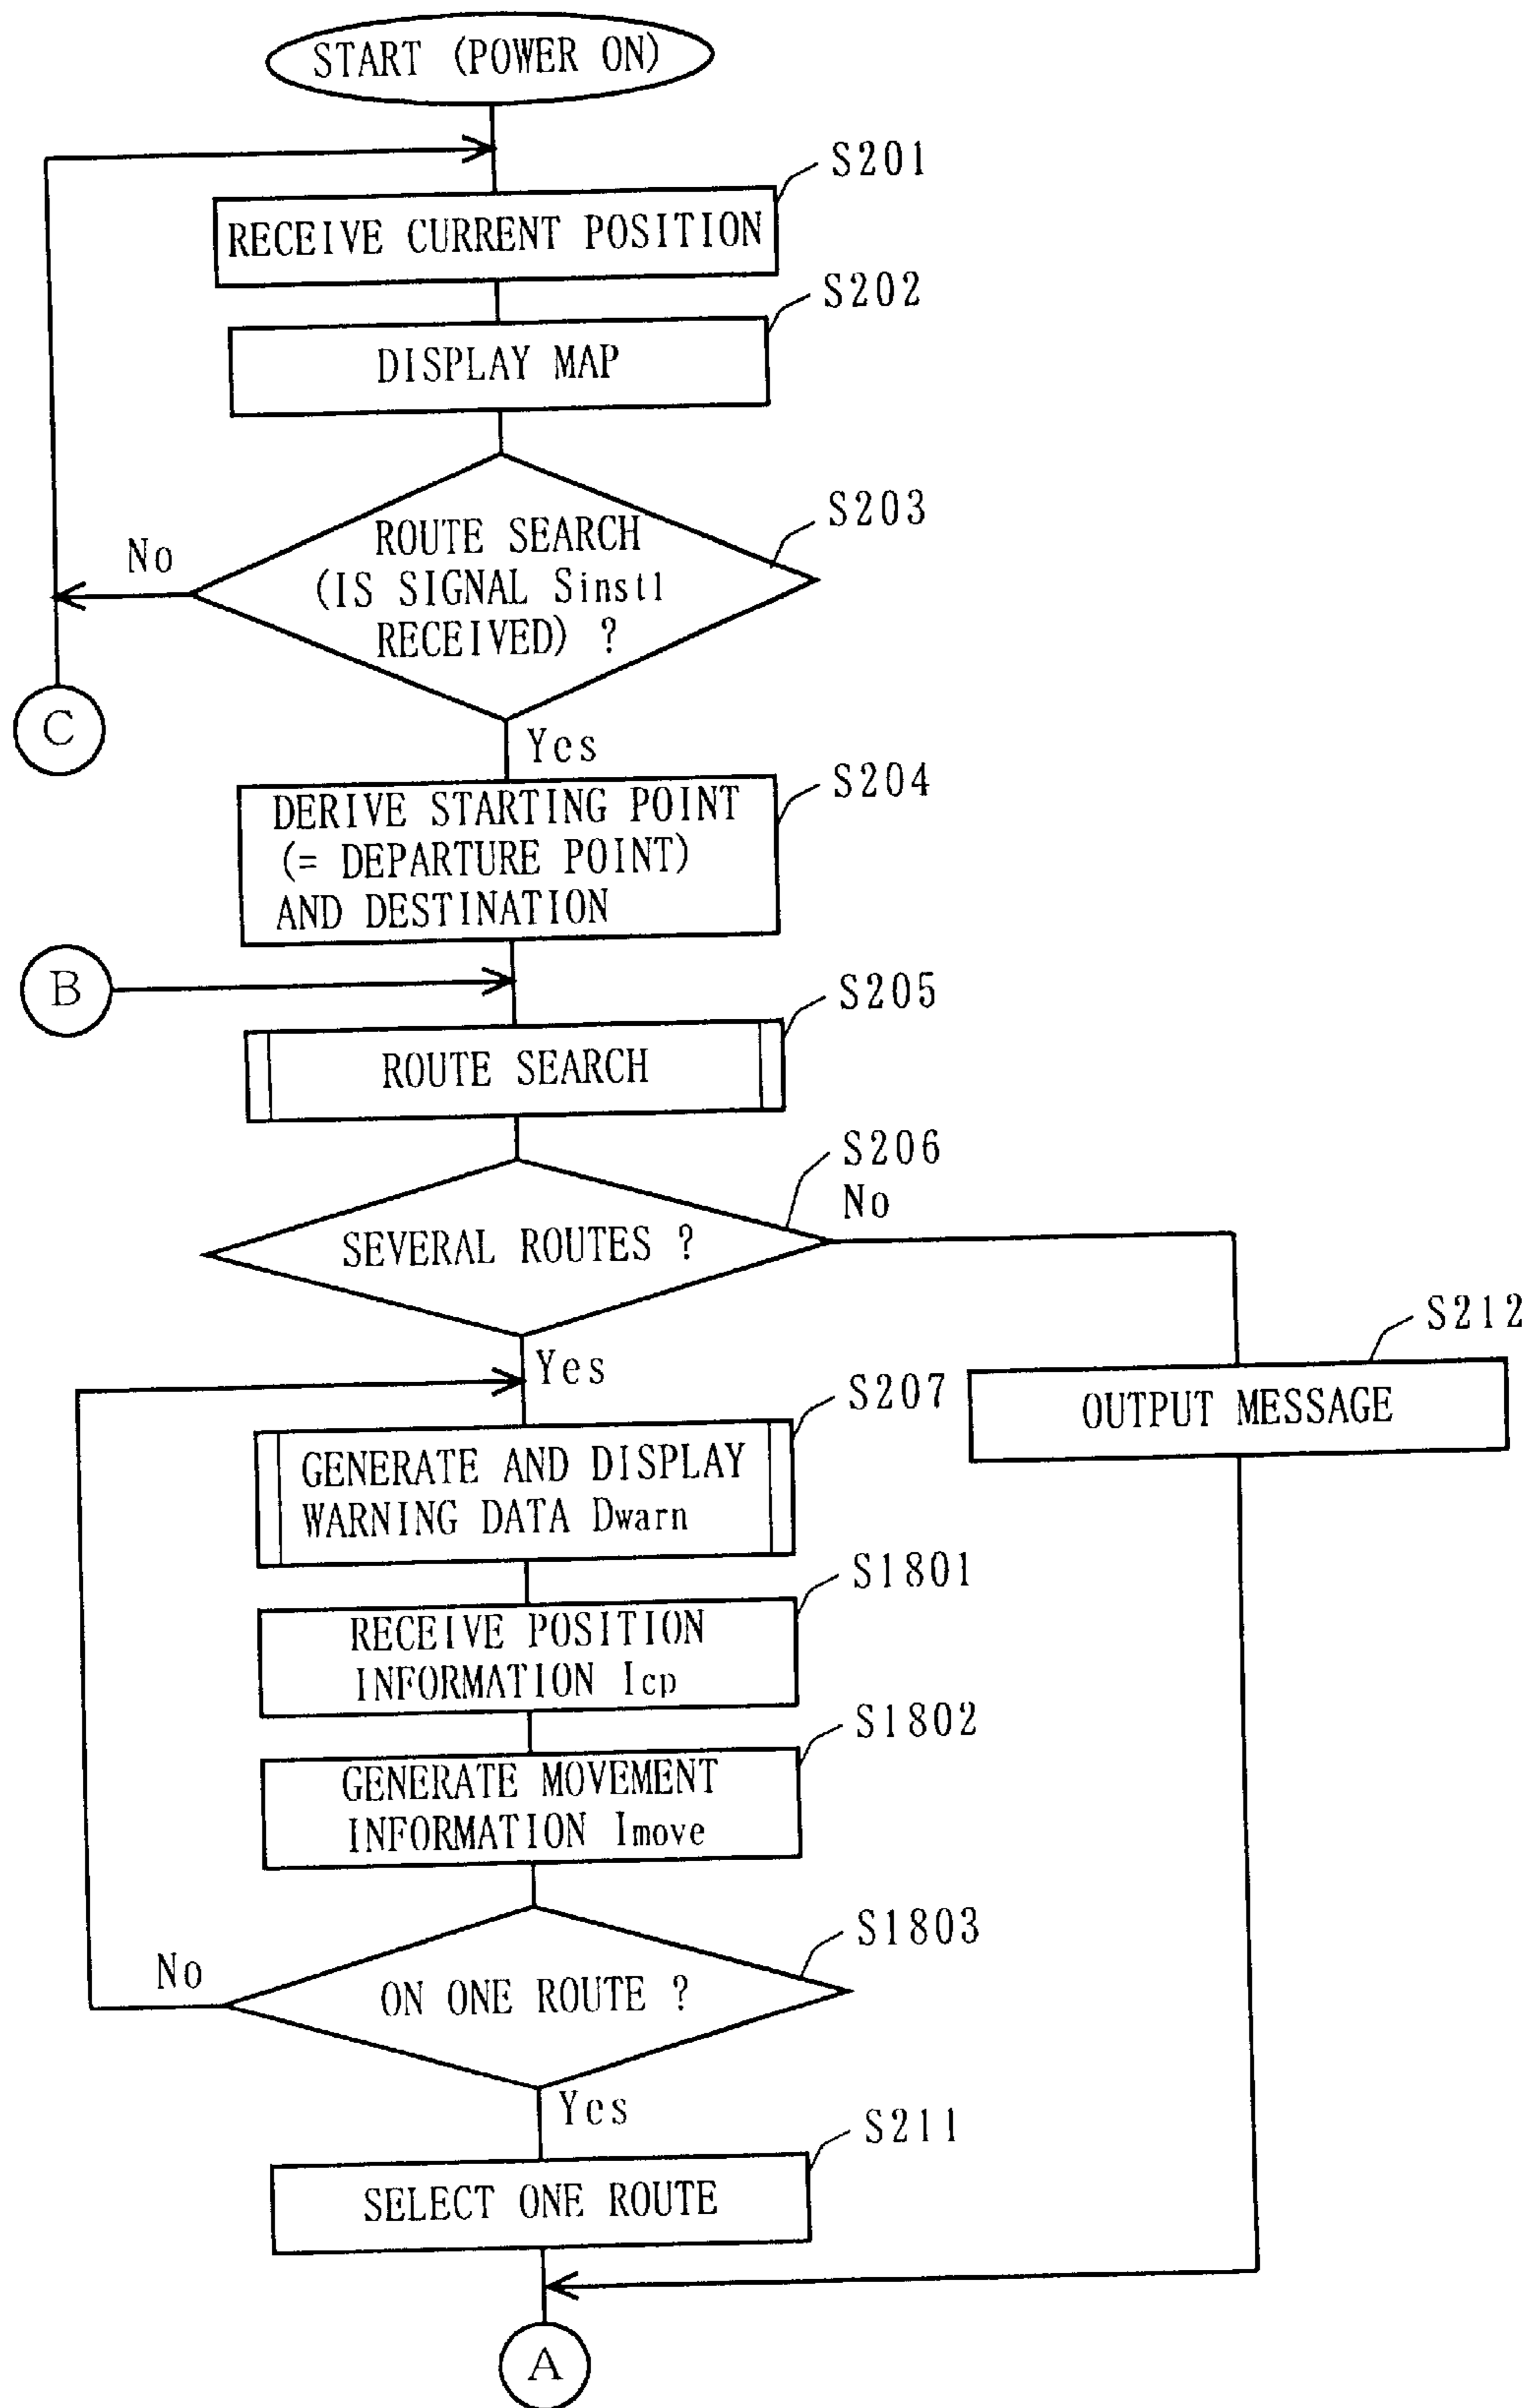 START (POWER ON)
S201
RECEIVE CURRENT POSITION
S202
DISPLAY MAP
S203
ROUTE SEARCH
(IS SIGNAL Sinst1
RECEIVED) ?
No
C
Yes
S204
DERIVE STARTING POINT
(= DEPARTURE POINT)
AND DESTINATION
B
S205
ROUTE SEARCH
S206
No
SEVERAL ROUTES ?
Yes
S212
OUTPUT MESSAGE
S207
GENERATE AND DISPLAY
WARNING DATA Dwarn
S1801
RECEIVE POSITION
INFORMATION Icp
S1802
GENERATE MOVEMENT
INFORMATION Imove
S1803
No
ON ONE ROUTE ?
Yes
S211
SELECT ONE ROUTE
A